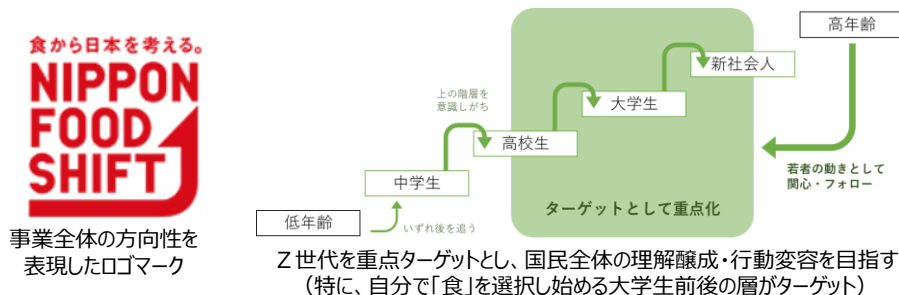 食から日本を考える。
NIPPON
FOOD
SHIFT
事業全体の方向性を
表現したロゴマーク
高年齢
新社会人
大学生
上の階層を
意識しがち
高校生
中学生
低年齢
いずれ後を追う
若者の動きとして
関心・フォロー
ターゲットとして重点化
Z世代を重点ターゲットとし、国民全体の理解醸成・行動変容を目指す
(特に、自分で「食」を選択し始める大学生前後の層がターゲット)